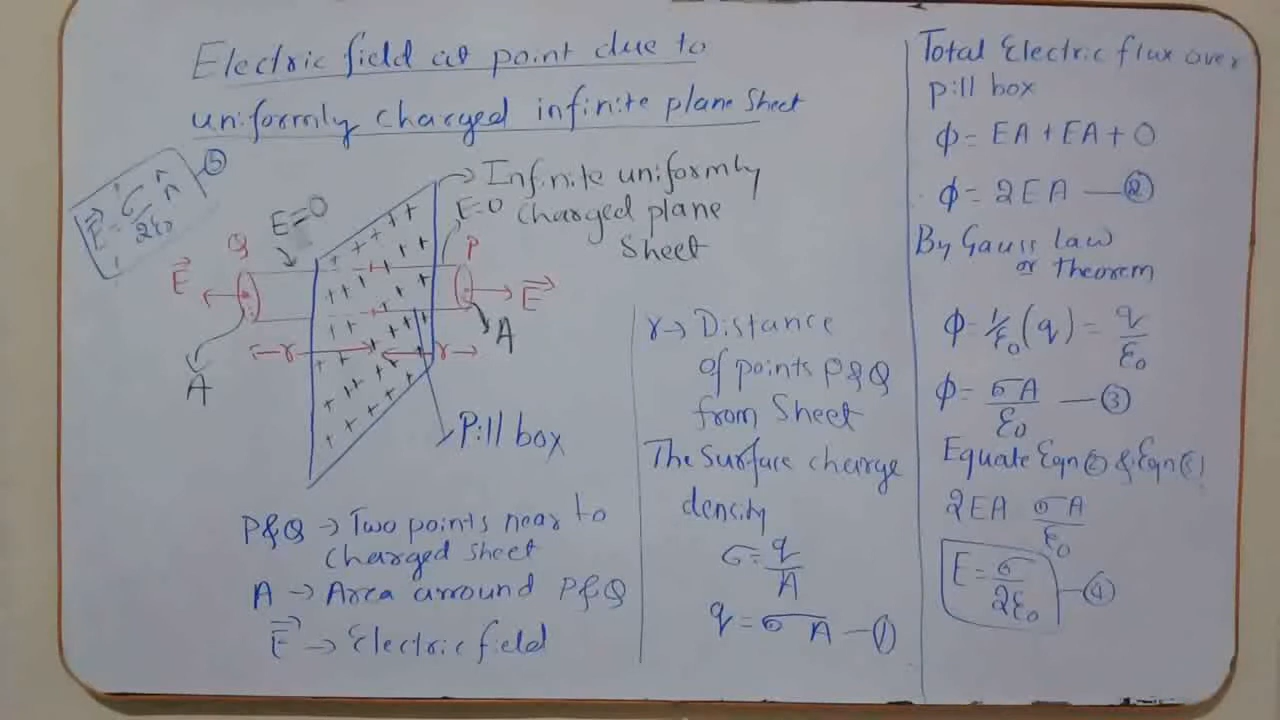 Electric field at point due to
uniformly charged infinite plane sheet
E⃗ = σ/2ε₀ n̂ ⑤
E=0
Infinite uniformly
charged plane
sheet
E=0
Q
P
E⃗
E⃗
A
A
r
r
Pill box
P&Q → Two points near to
charged sheet
A → Area arround P&Q
E⃗ → Electric field
r → Distance
of points P&Q
from sheet
The surface charge
density
σ = q/A
q = σA — ①
Total Electric flux over
pill box
ϕ = EA + EA + 0
ϕ = 2EA — ②
By Gauss law
or theorem
ϕ = 1/ε₀ (q) = q/ε₀
ϕ = σA/ε₀ — ③
Equate Eqn ② & Eqn
2EA σA/ε₀
E = σ/2ε₀ — ④